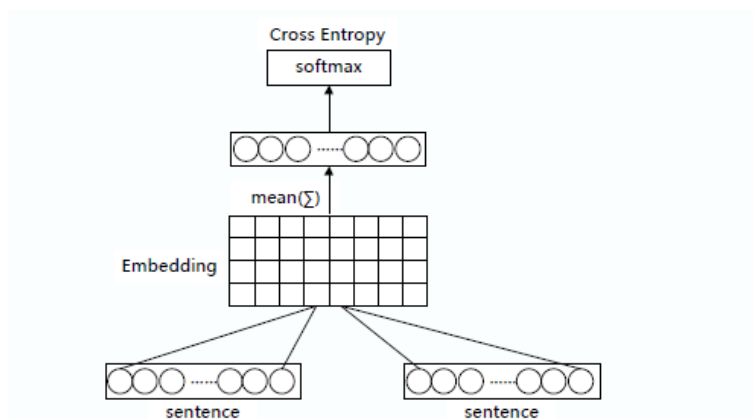 Cross Entropy
softmax
mean(∑)
Embedding
sentence
sentence